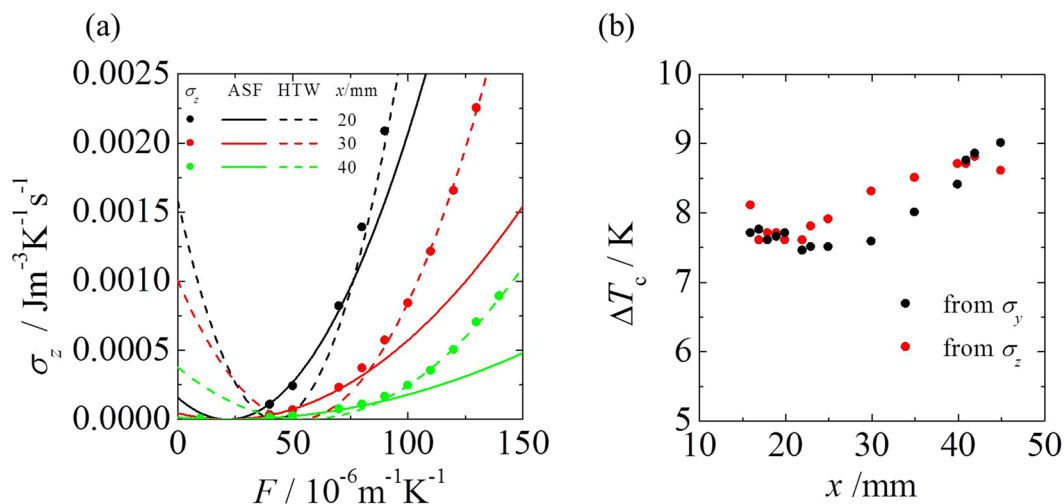 (a)
0.0025
0.0020
0.0015
0.0010
0.0005
0.0000
σz / Jm⁻³K⁻¹s⁻¹
σz ASF HTW x/mm
20
30
40
0 50 100 150
F / 10⁻⁶m⁻¹K⁻¹
(b)
10
9
8
7
6
5
ΔTc / K
from σy
from σz
10 20 30 40 50
x /mm